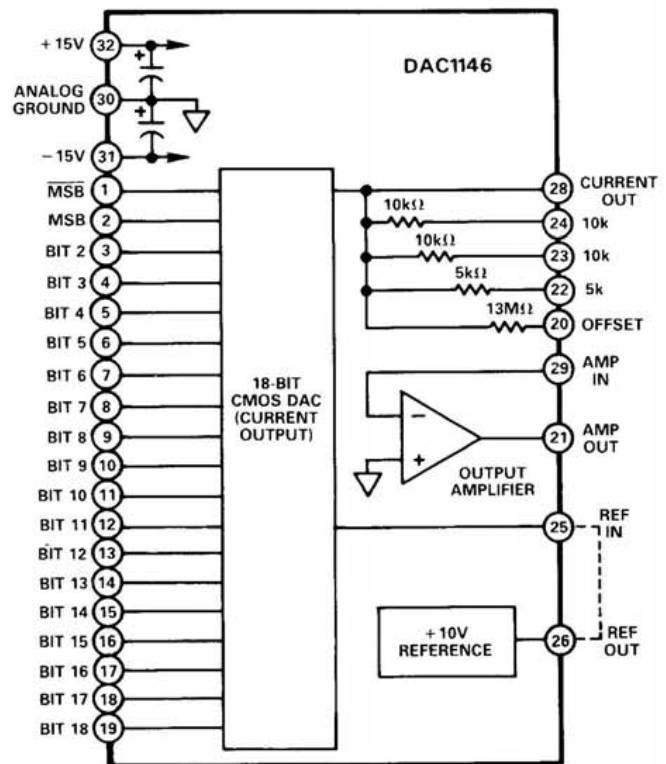 DAC1146
+15V 32
ANALOG
GROUND 30
−15V 31
M̅S̅B̅ 1
MSB 2
BIT 2 3
BIT 3 4
BIT 4 5
BIT 5 6
BIT 6 7
BIT 7 8
BIT 8 9
BIT 9 10
BIT 10 11
BIT 11 12
BIT 12 13
BIT 13 14
BIT 14 15
BIT 15 16
BIT 16 17
BIT 17 18
BIT 18 19
18-BIT
CMOS DAC
(CURRENT
OUTPUT)
28 CURRENT
OUT
10kΩ 24 10k
10kΩ 23 10k
5kΩ 22 5k
13MΩ 20 OFFSET
29 AMP
IN
−
+
OUTPUT
AMPLIFIER
21 AMP
OUT
25 REF
IN
+10V
REFERENCE
26 REF
OUT
+
+